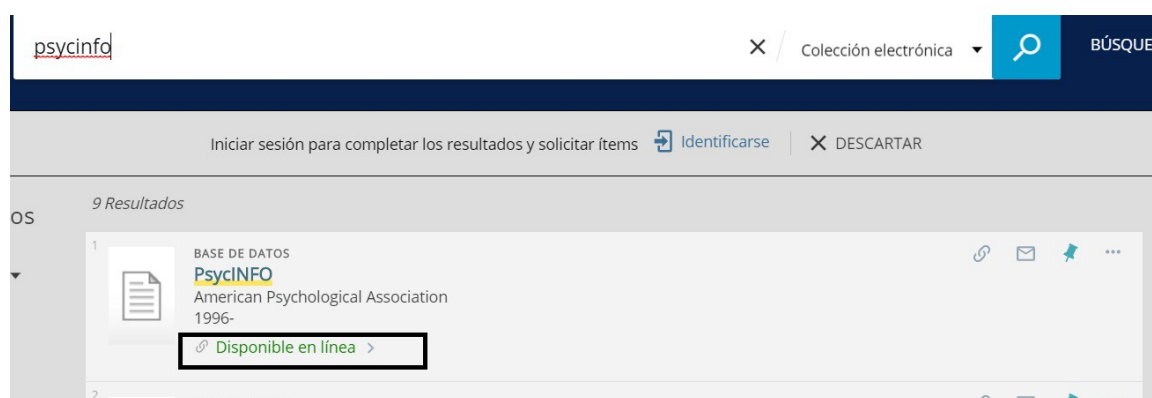 psycinfo
Colección electrónica
BÚSQUE
Iniciar sesión para completar los resultados y solicitar ítems Identificarse DESCARTAR
os
9 Resultados
1
BASE DE DATOS
PsycINFO
American Psychological Association
1996-
Disponible en línea >
2